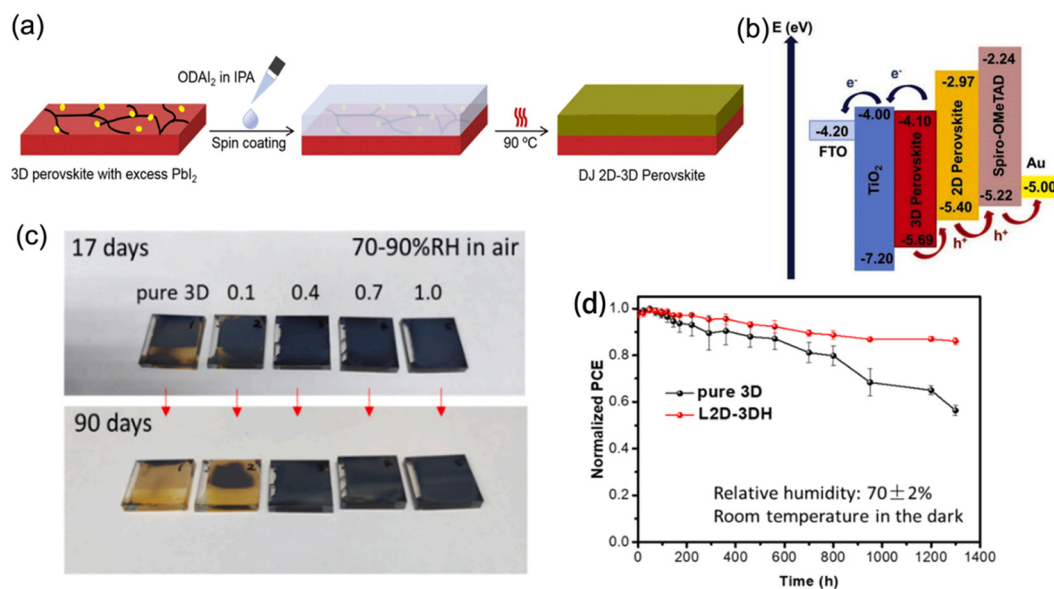 (a)
ODAI₂ in IPA
Spin coating
90 ºC
3D perovskite with excess PbI₂
DJ 2D-3D Perovskite
(b)
E (eV)
e⁻
e⁻
-4.20
FTO
-4.00
TiO₂
-7.20
-4.10
3D Perovskite
-5.69
-2.97
2D Perovskite
-5.40
-2.24
Spiro-OMeTAD
-5.22
Au
-5.00
h⁺
h⁺
(c)
17 days
70-90%RH in air
pure 3D 0.1 0.4 0.7 1.0
90 days
(d)
Normalized PCE
1.0
0.8
0.6
0.4
0.2
0.0
pure 3D
L2D-3DH
Relative humidity: 70±2%
Room temperature in the dark
0 200 400 600 800 1000 1200 1400
Time (h)